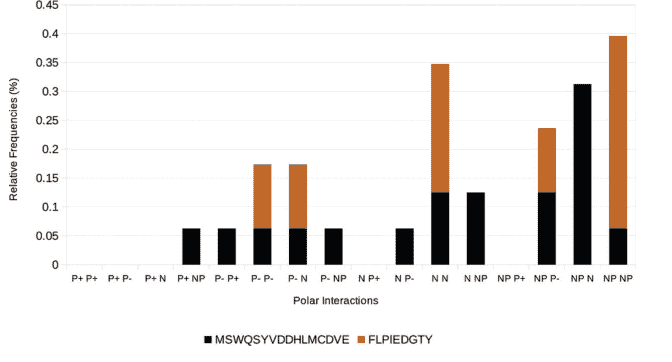 0.45
0.4
0.35
0.3
0.25
0.2
0.15
0.1
0.05
0
Relative Frequencies (%)
P+ P+ P+ P- P+ N P+ NP P- P+ P- P- P- N P- NP N P+ N P- N N N NP NP P+ NP P- NP N NP NP
Polar Interactions
MSWQSYVDDHLMCDVE FLPIEDGTY